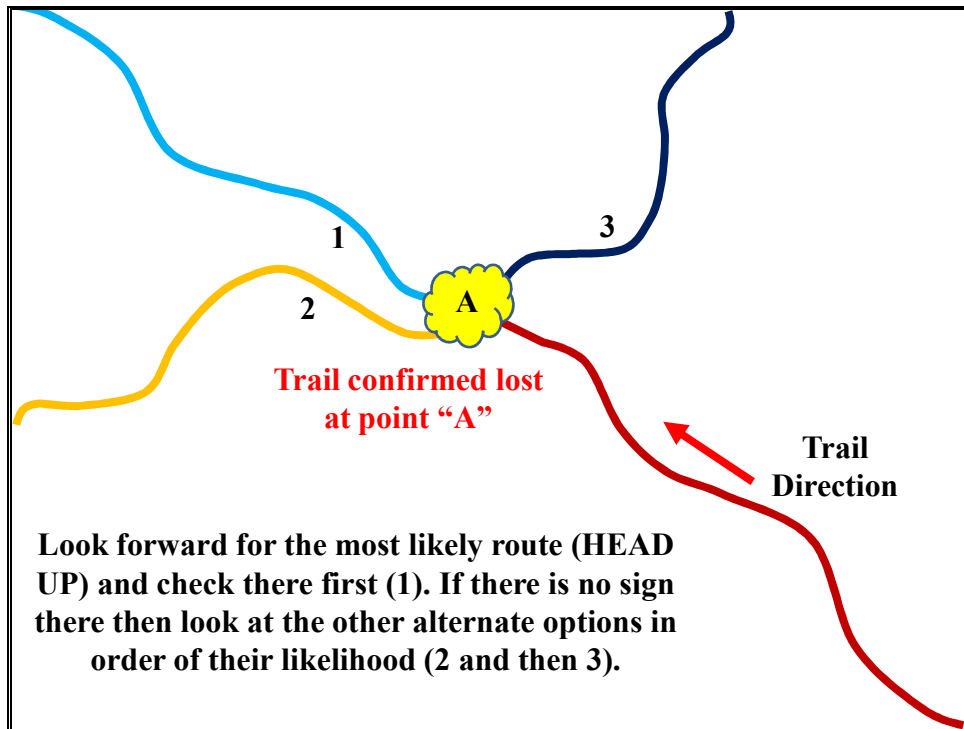 1
3
2
A
Trail confirmed lost
at point “A”
Trail
Direction
Look forward for the most likely route (HEAD
UP) and check there first (1). If there is no sign
there then look at the other alternate options in
order of their likelihood (2 and then 3).